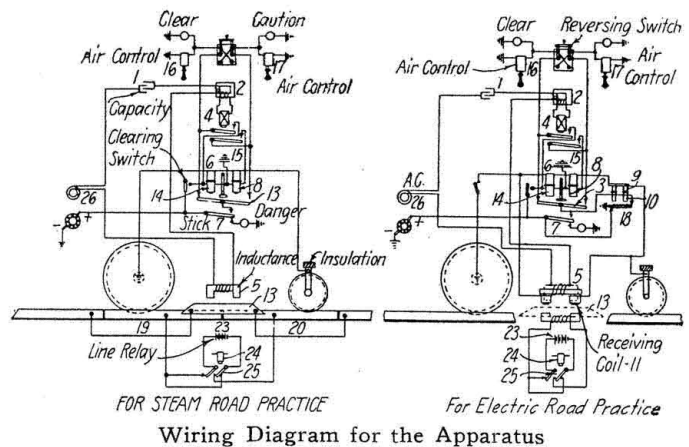 Clear
Caution
Air Control
16
17
Air Control
1
2
Capacity
4
Clearing
Switch
15
6
8
13
14
Danger
26
+
-
Stick
7
Inductance
Insulation
5
13
19
23
20
Line Relay
24
25
FOR STEAM ROAD PRACTICE
Clear
Reversing Switch
Air Control
16
17
Air
Control
1
2
4
15
6
8
A.C.
26
14
3
9
10
18
+
-
7
5
13
23
24
25
Receiving
Coil-11
For Electric Road Practice
Wiring Diagram for the Apparatus